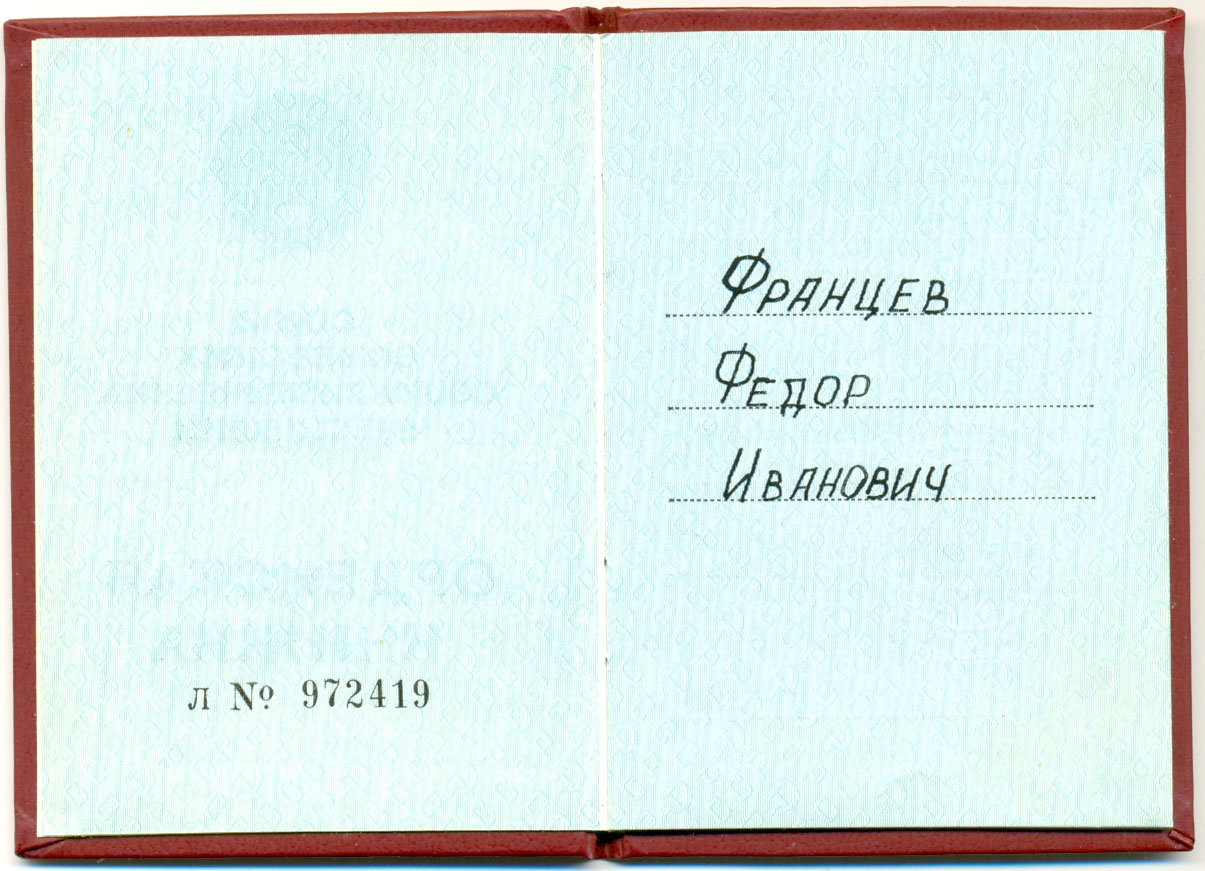 л № 972419
Францев
Федор
Иванович